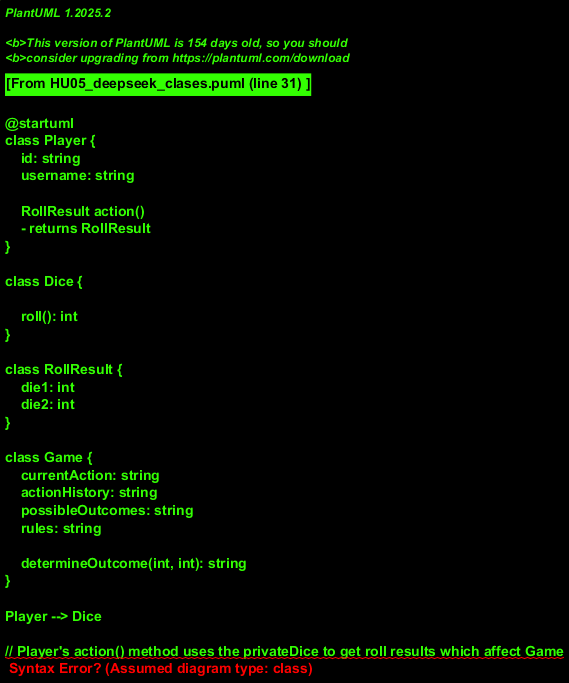 PlantUML 1.2025.2
<b>This version of PlantUML is 154 days old, so you should
<b>consider upgrading from https://plantuml.com/download
[From HU05_deepseek_clases.puml (line 31) ]
@startuml
class Player {
id: string
username: string
RollResult action()
- returns RollResult
}
class Dice {
roll(): int
}
class RollResult {
die1: int
die2: int
}
class Game {
currentAction: string
actionHistory: string
possibleOutcomes: string
rules: string
determineOutcome(int, int): string
}
Player --> Dice
// Player's action() method uses the privateDice to get roll results which affect Game
Syntax Error? (Assumed diagram type: class)